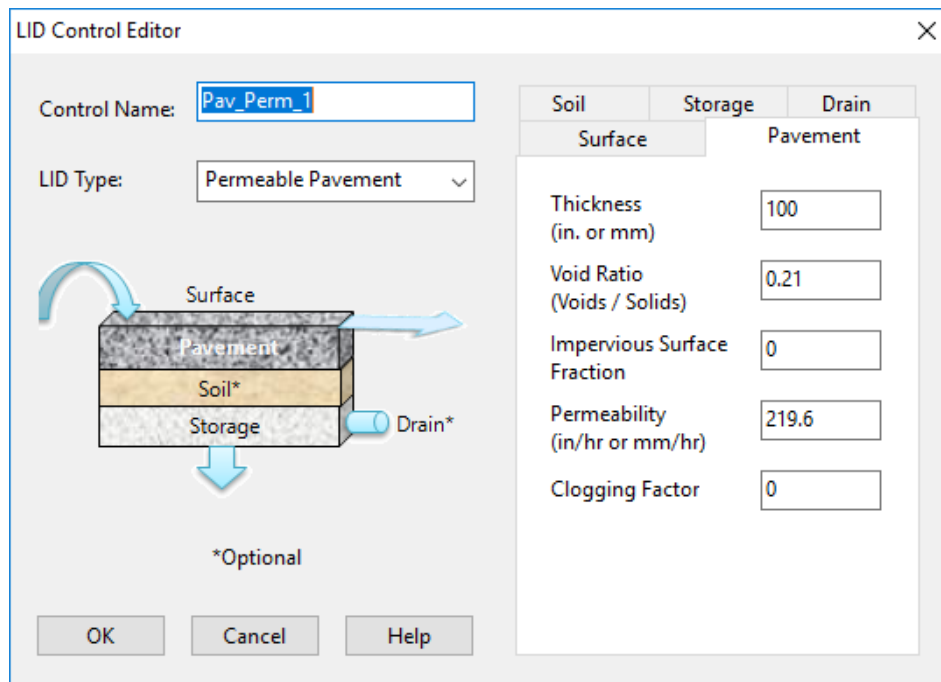 LID Control Editor
Control Name:
Pav_Perm_1
LID Type:
Permeable Pavement
Surface
Pavement
Soil*
Storage
Drain*
*Optional
OK
Cancel
Help
Soil
Storage
Drain
Surface
Pavement
Thickness
(in. or mm)
100
Void Ratio
(Voids / Solids)
0.21
Impervious Surface
Fraction
0
Permeability
(in/hr or mm/hr)
219.6
Clogging Factor
0